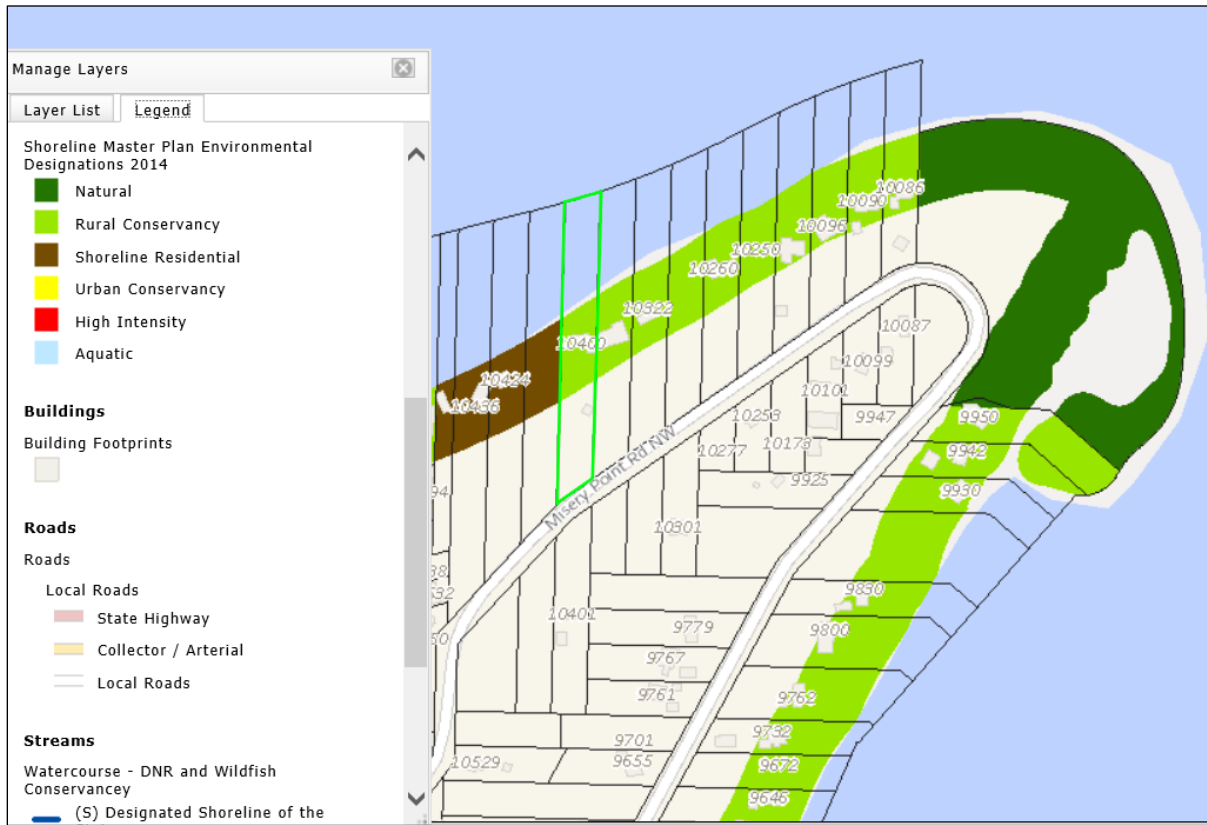 Manage Layers
Layer List
Legend
Shoreline Master Plan Environmental
Designations 2014
Natural
Rural Conservancy
Shoreline Residential
Urban Conservancy
High Intensity
Aquatic
Buildings
Building Footprints
Roads
Roads
Local Roads
State Highway
Collector / Arterial
Local Roads
Streams
Watercourse - DNR and Wildfish
Conservancey
(S) Designated Shoreline of the
10086
10090
10096
10250
10260
10322
10400
10424
10436
10087
10099
10101
9947
9950
10253
10173
9942
10277
9925
9930
Misery Point Rd NW
10301
9830
10401
9779
9800
9767
9761
9762
9732
9701
10529
9655
9672
9646